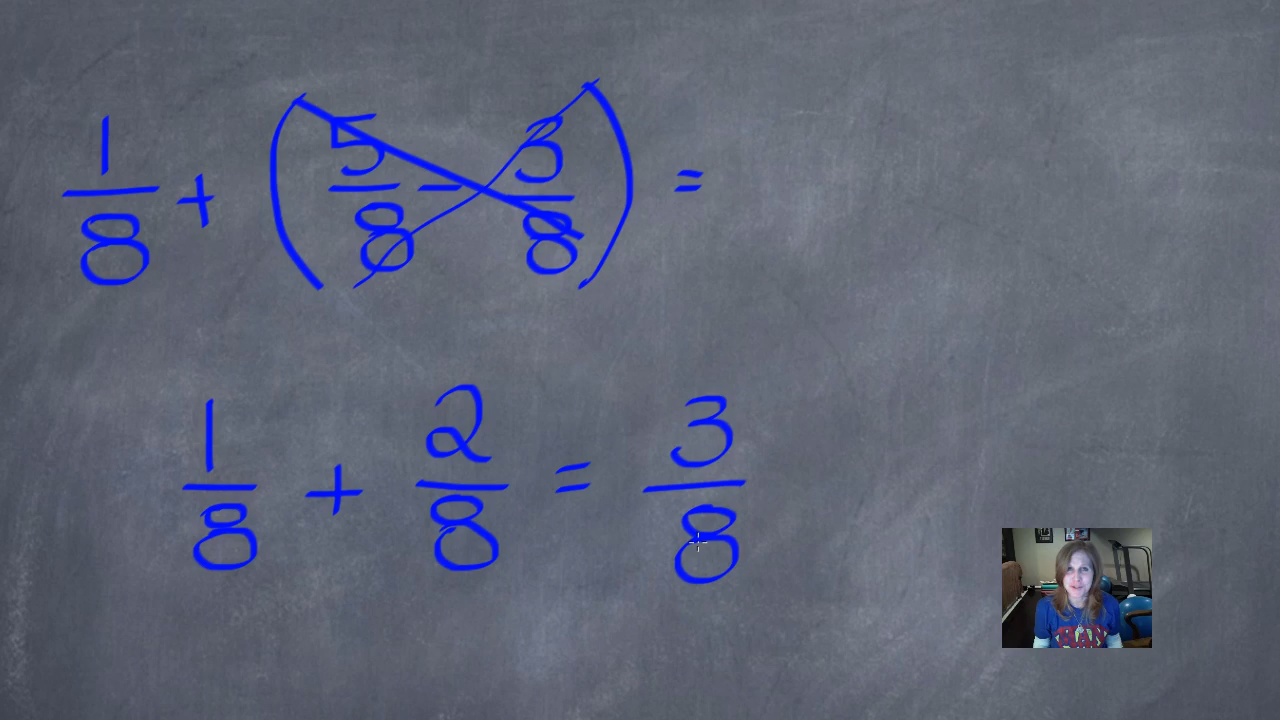 1/8 + (5/8 - 3/8) =
1/8 + 2/8 = 3/8